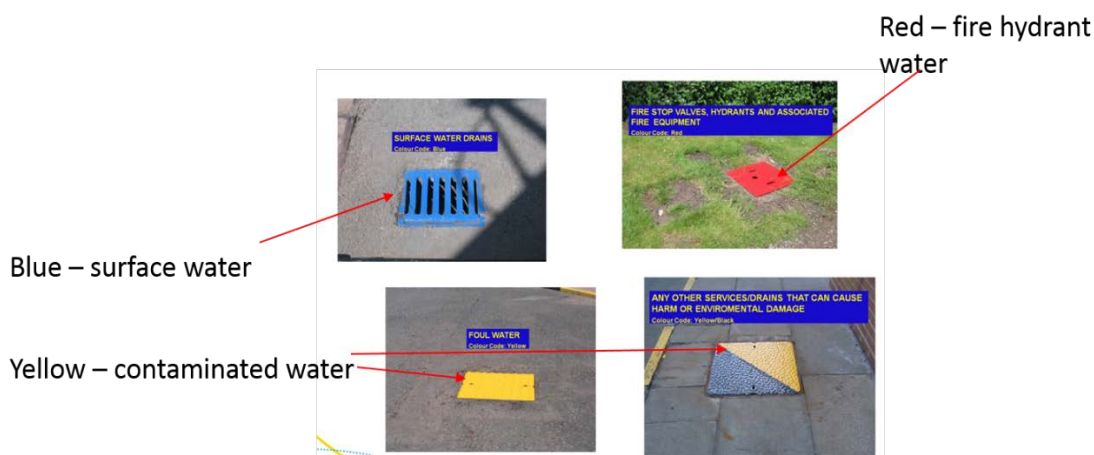 Red – fire hydrant
water
SURFACE WATER DRAINS
Colour Code: Blue
FIRE STOP VALVES, HYDRANTS AND ASSOCIATED
FIRE EQUIPMENT
Colour Code: Red
Blue – surface water
FOUL WATER
Colour Code: Yellow
ANY OTHER SERVICES/DRAINS THAT CAN CAUSE
HARM OR ENVIROMENTAL DAMAGE
Colour Code: Yellow/Black
Yellow – contaminated water